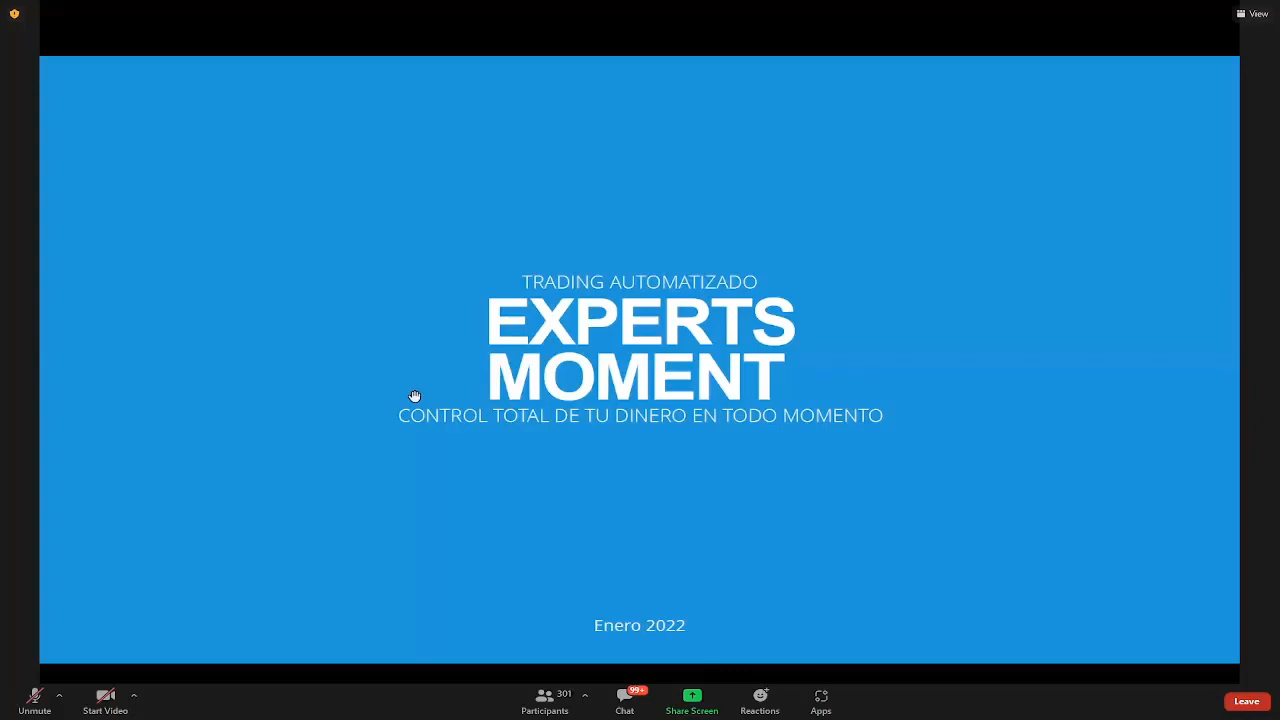 View
TRADING AUTOMATIZADO
EXPERTS
MOMENT
CONTROL TOTAL DE TU DINERO EN TODO MOMENTO
Enero 2022
301
99+
Unmute
Start Video
Participants
Chat
Share Screen
Reactions
Apps
Leave